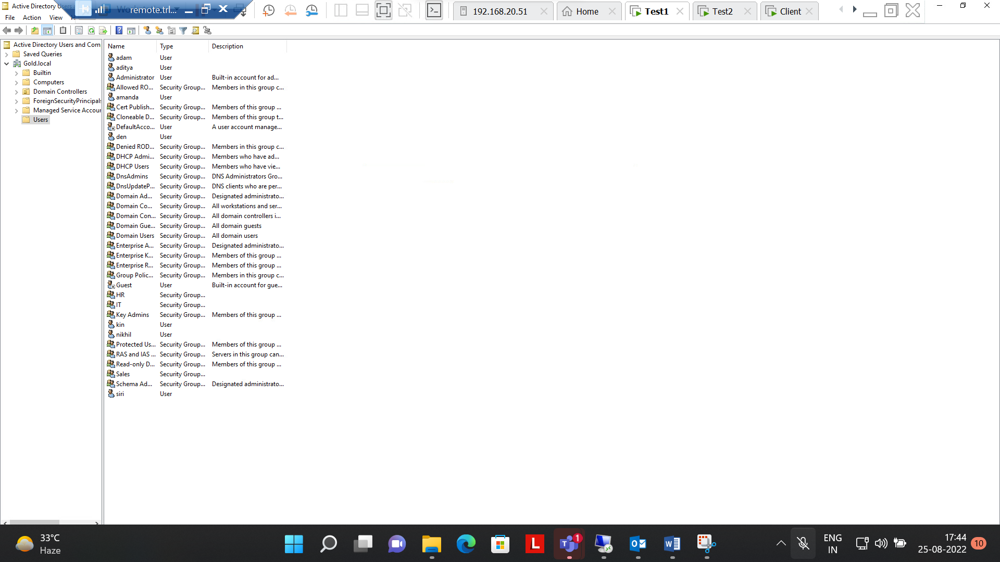 Active Directory Users
remote.trl...
192.168.20.51
Home
Test1
Test2
Client
File Action View
Active Directory Users and Com
Saved Queries
Gold.local
Builtin
Computers
Domain Controllers
ForeignSecurityPrincipals
Managed Service Accour
Users
Name Type Description
adam User
aditya User
Administrator User Built-in account for ad...
Allowed RO... Security Group... Members in this group c...
amanda User
Cert Publish... Security Group... Members of this group ...
Cloneable D... Security Group... Members of this group t...
DefaultAcco... User A user account manage...
den User
Denied ROD... Security Group... Members in this group c...
DHCP Admi... Security Group... Members who have ad...
DHCP Users Security Group... Members who have vie...
DnsAdmins Security Group... DNS Administrators Gro...
DnsUpdateP... Security Group... DNS clients who are per...
Domain Ad... Security Group... Designated administrato...
Domain Co... Security Group... All workstations and ser...
Domain Con... Security Group... All domain controllers i...
Domain Gue... Security Group... All domain guests
Domain Users Security Group... All domain users
Enterprise A... Security Group... Designated administrato...
Enterprise K... Security Group... Members of this group ...
Enterprise R... Security Group... Members of this group ...
Group Polic... Security Group... Members in this group c...
Guest User Built-in account for gue...
HR Security Group...
IT Security Group...
Key Admins Security Group... Members of this group ...
kin User
nikhil User
Protected Us... Security Group... Members of this group ...
RAS and IAS ... Security Group... Servers in this group can...
Read-only D... Security Group... Members of this group ...
Sales Security Group...
Schema Ad... Security Group... Designated administrato...
siri User
33°C
Haze
L
1
ENG
IN
17:44
25-08-2022
10